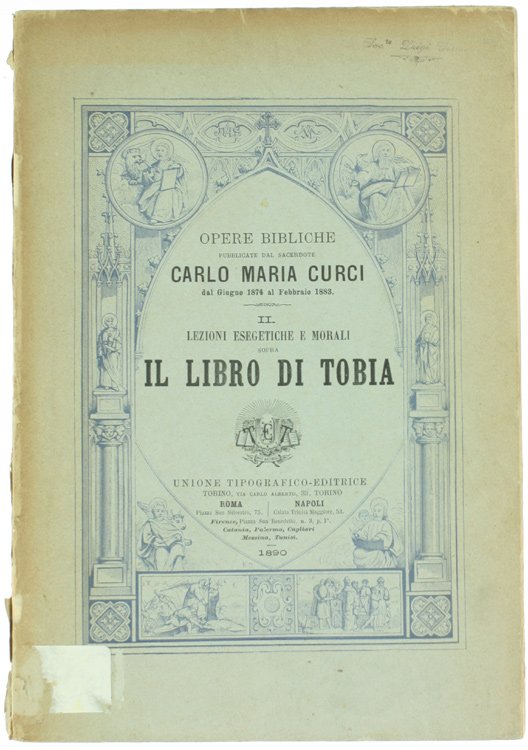 OPERE BIBLICHE
PUBBLICATE DAL SACERDOTE
CARLO MARIA CURCI
dal Giugno 1874 al Febbraio 1883.
II.
LEZIONI ESEGETICHE E MORALI
SOPRA
IL LIBRO DI TOBIA
UNIONE TIPOGRAFICO-EDITRICE
TORINO, VIA CARLO ALBERTO, 33, TORINO
ROMA
Piazza San Silvestro, 75.
NAPOLI
Calata Trinità Maggiore, 53.
Firenze, Piazza San Benedetto, n. 3, p. 1°.
Catania, Palermo, Cagliari
Messina, Tunisi.
1890